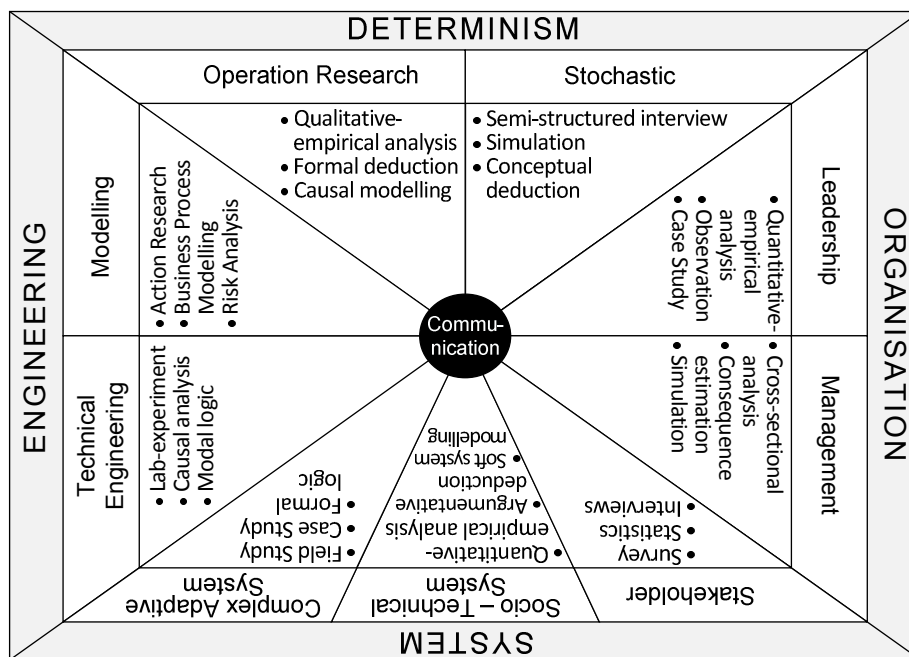 DETERMINISM
Operation Research
Stochastic
• Qualitative-
empirical analysis
• Formal deduction
• Causal modelling
• Semi-structured interview
• Simulation
• Conceptual
deduction
ORGANISATION
Leadership
• Quantitative-
empirical
analysis
• Observation
• Case Study
Management
• Cross-sectional
analysis
• Consequence
estimation
• Simulation
SYSTEM
Stakeholder
• Survey
• Statistics
• Interviews
Socio – Technical
System
• Quantitative-
empirical analysis
• Argumentative
deduction
• Soft system
modelling
Complex Adaptive
System
• Field Study
• Case Study
• Formal
logic
ENGINEERING
Technical
Engineering
• Lab-experiment
• Causal analysis
• Modal logic
Modelling
• Action Research
• Business Process
Modelling
• Risk Analysis
Commu-
nication